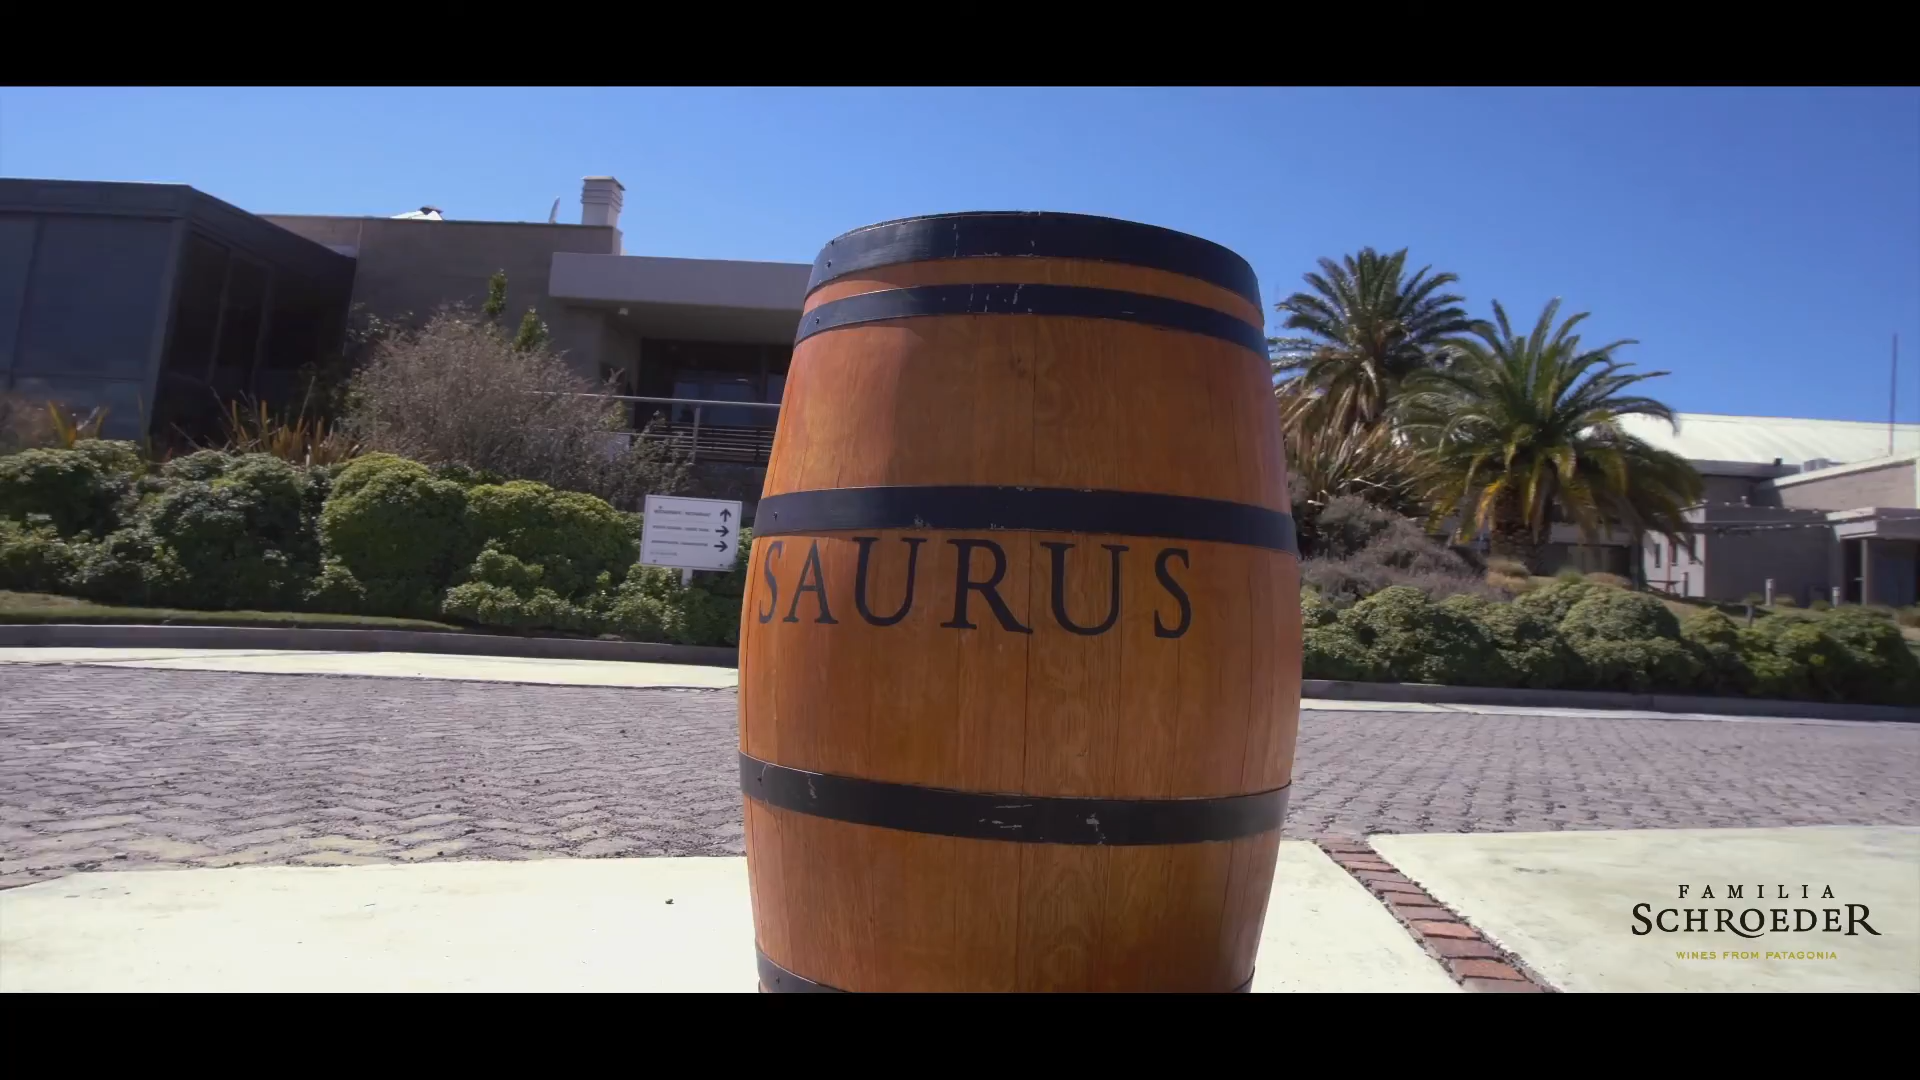 SAURUS
FAMILIA
SCHROEDER
WINES FROM PATAGONIA